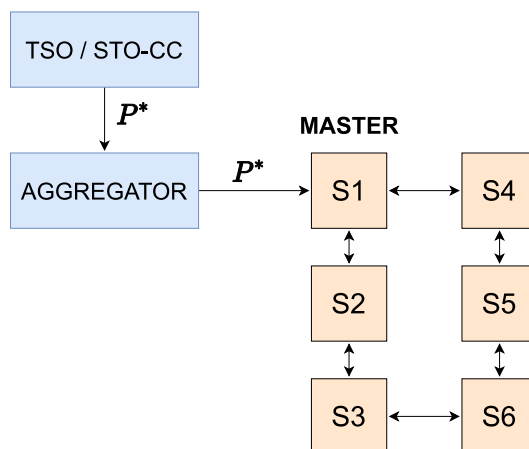 TSO / STO-CC
P*
MASTER
AGGREGATOR
P*
S1
S4
S2
S5
S3
S6